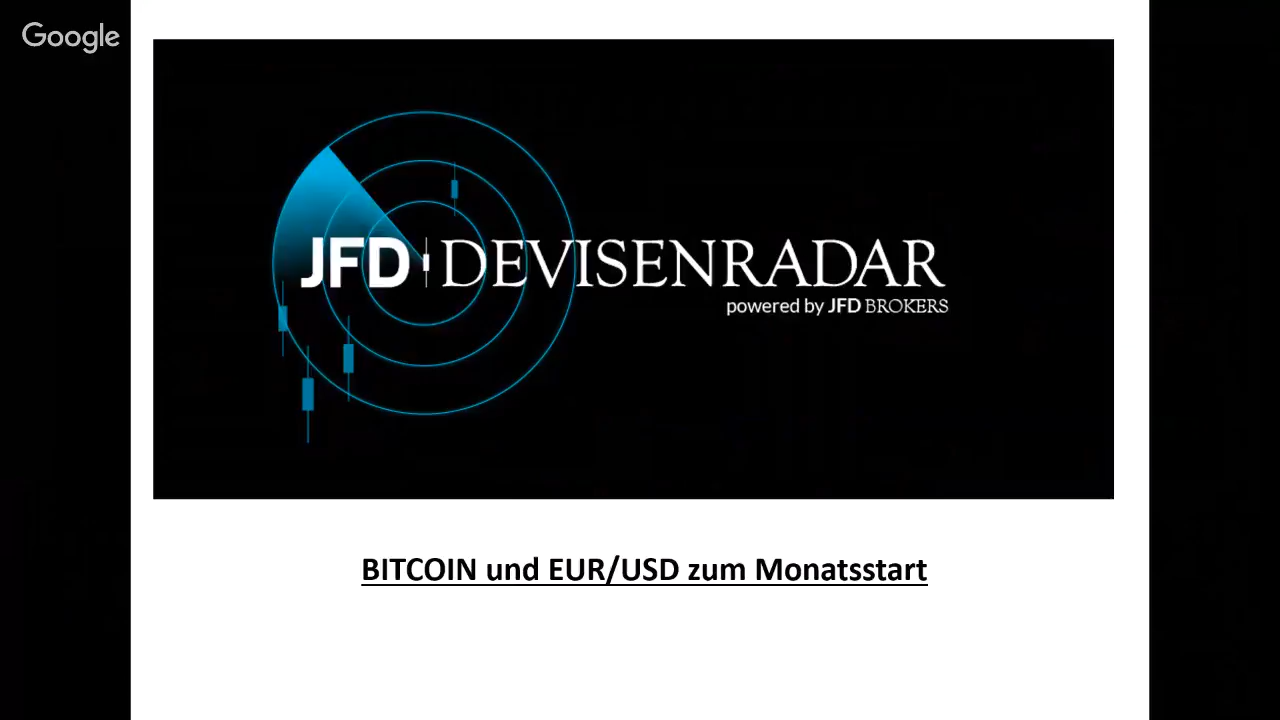 Google
JFD DEVISENRADAR
powered by JFD BROKERS
BITCOIN und EUR/USD zum Monatsstart